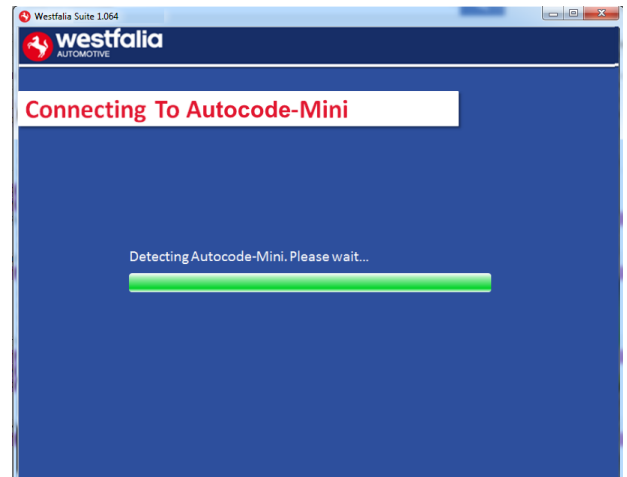 Westfalia Suite 1.064
westfalia
AUTOMOTIVE
Connecting To Autocode-Mini
Detecting Autocode-Mini. Please wait...